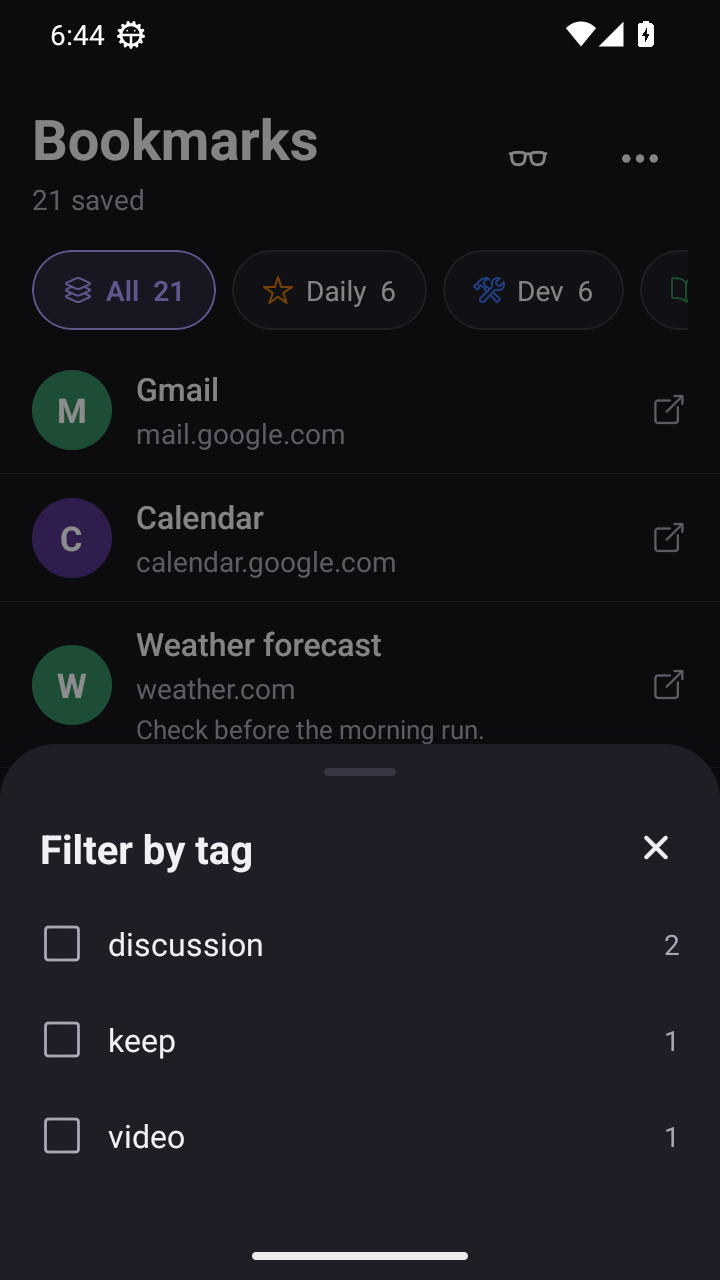 6:44
Bookmarks
21 saved
All 21
Daily 6
Dev 6
M
Gmail
mail.google.com
C
Calendar
calendar.google.com
W
Weather forecast
weather.com
Check before the morning run.
Filter by tag
discussion 2
keep 1
video 1